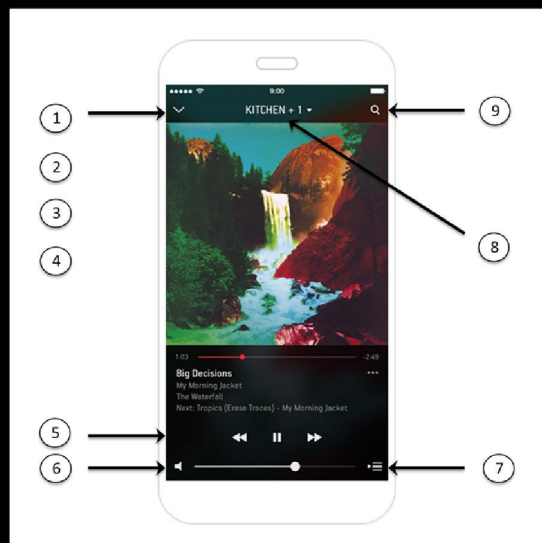 9:00
1 KITCHEN + 1 9
2
3
4
8
1:03 -2:49
Big Decisions
My Morning Jacket
The Waterfall
Next: Tropics (Erase Traces) - My Morning Jacket
5
6 7